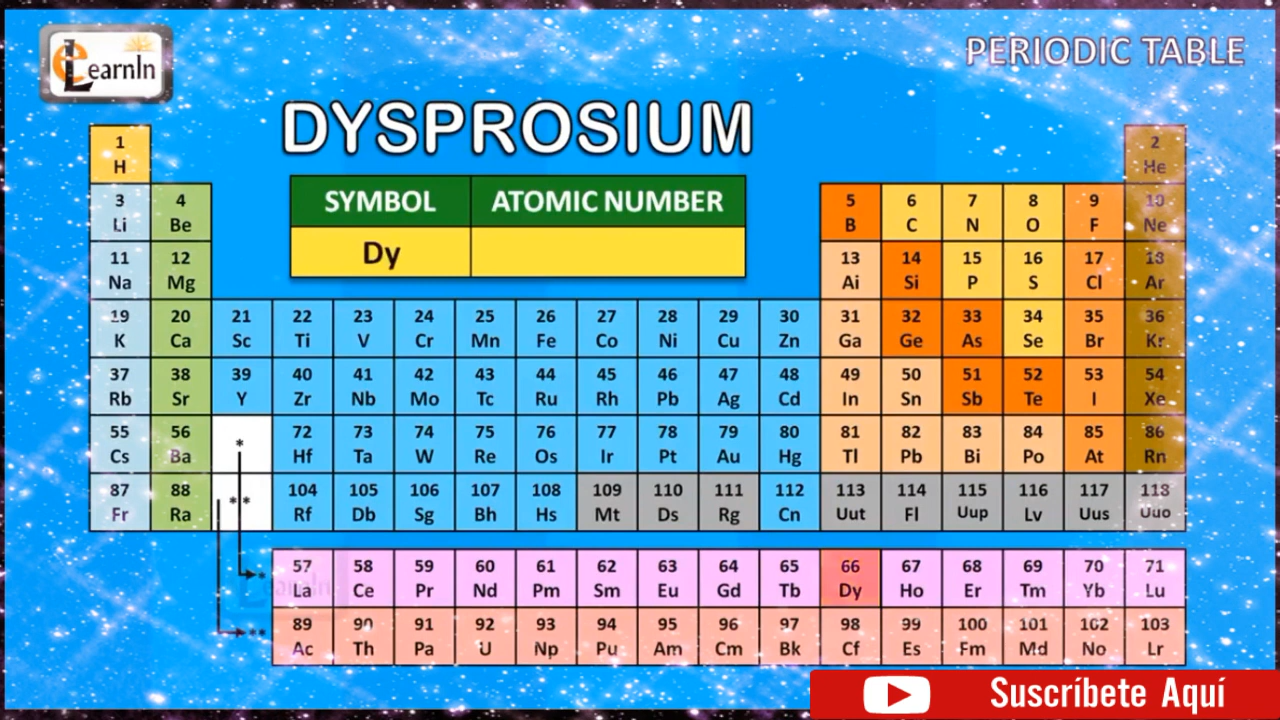 eLearnIn
PERIODIC TABLE
DYSPROSIUM
SYMBOL ATOMIC NUMBER
Dy
1 2
H He
3 4 5 6 7 8 9 10
Li Be B C N O F Ne
11 12 13 14 15 16 17 18
Na Mg Ai Si P S Cl Ar
19 20 21 22 23 24 25 26 27 28 29 30 31 32 33 34 35 36
K Ca Sc Ti V Cr Mn Fe Co Ni Cu Zn Ga Ge As Se Br Kr
37 38 39 40 41 42 43 44 45 46 47 48 49 50 51 52 53 54
Rb Sr Y Zr Nb Mo Tc Ru Rh Pb Ag Cd In Sn Sb Te I Xe
55 56 * 72 73 74 75 76 77 78 79 80 81 82 83 84 85 86
Cs Ba Hf Ta W Re Os Ir Pt Au Hg Tl Pb Bi Po At Rn
87 88 ** 104 105 106 107 108 109 110 111 112 113 114 115 116 117 118
Fr Ra Rf Db Sg Bh Hs Mt Ds Rg Cn Uut Fl Uup Lv Uus Uuo
* 57 58 59 60 61 62 63 64 65 66 67 68 69 70 71
La Ce Pr Nd Pm Sm Eu Gd Tb Dy Ho Er Tm Yb Lu
** 89 90 91 92 93 94 95 96 97 98 99 100 101 102 103
Ac Th Pa U Np Pu Am Cm Bk Cf Es Fm Md No Lr
Suscríbete Aquí